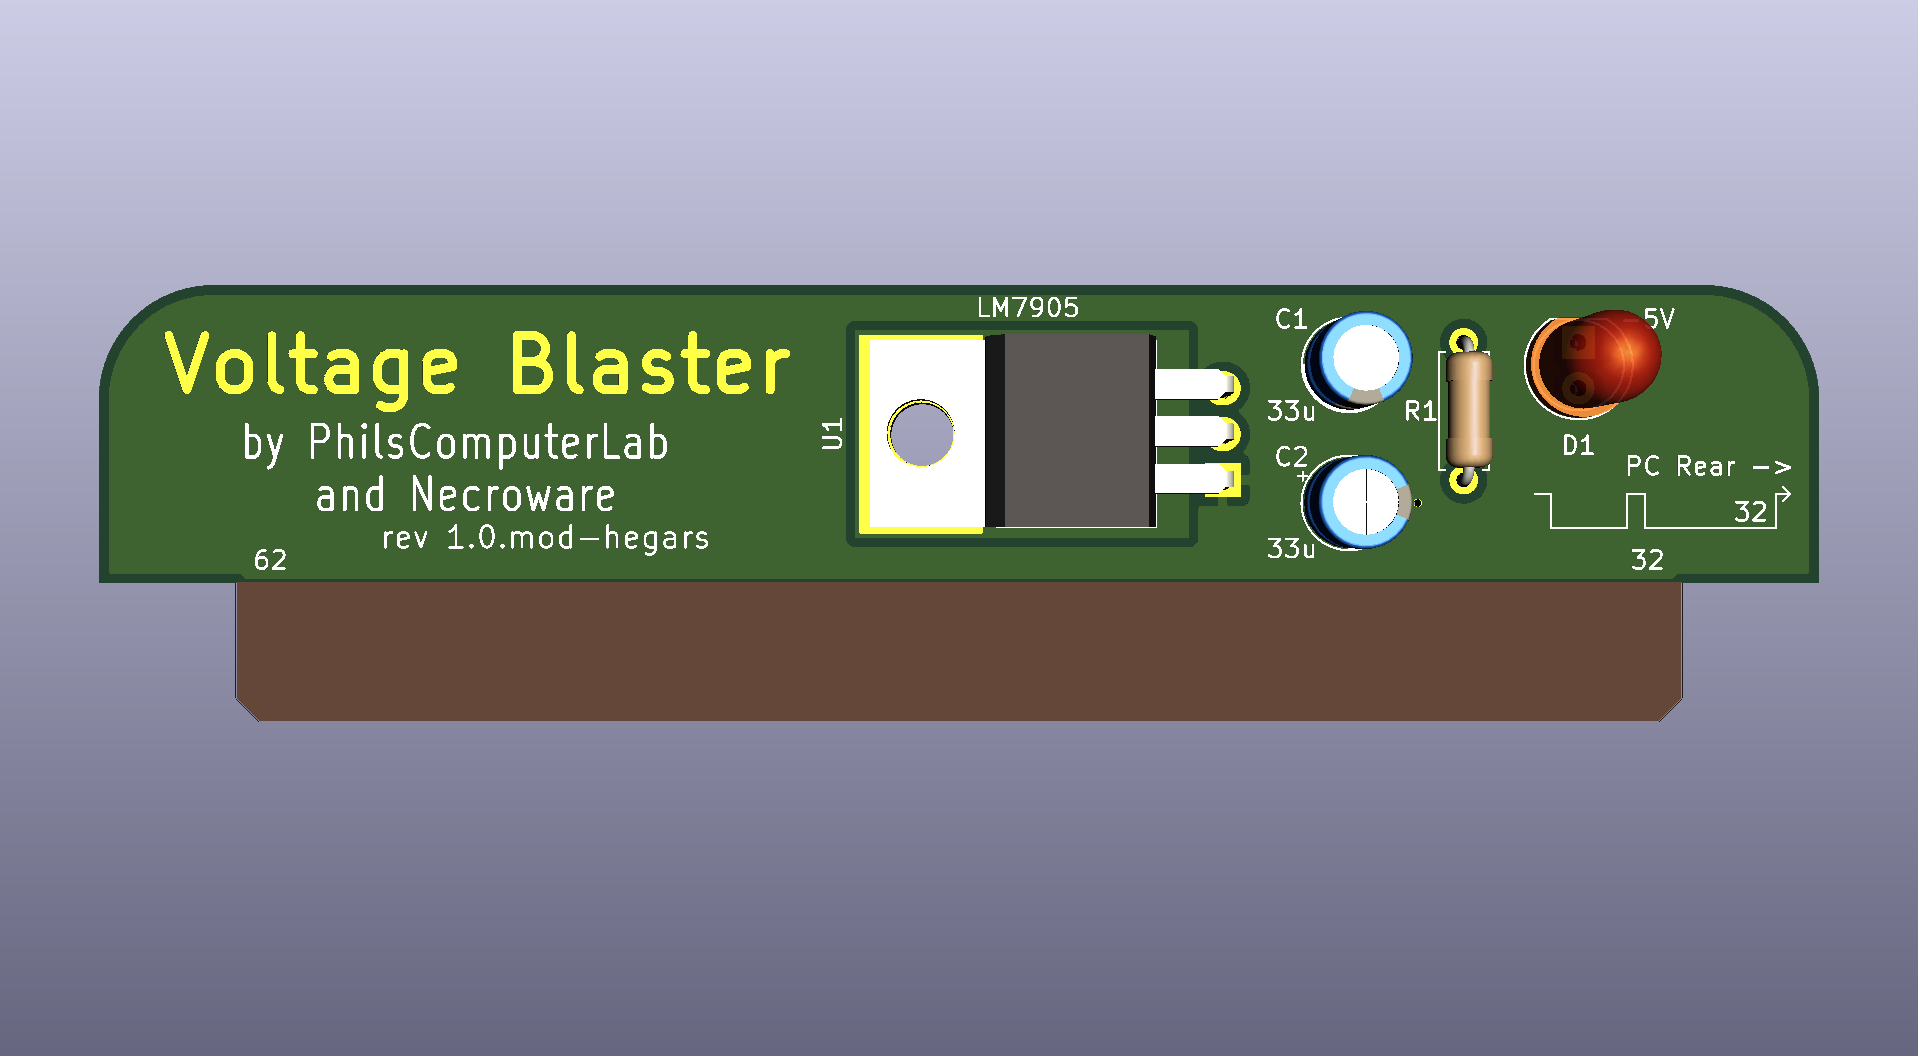 Voltage Blaster
by PhilsComputerLab
and Necroware
rev 1.0.mod-hegars
62
U1
LM7905
C1
33u
C2
+
33u
R1
D1
-5V
PC Rear ->
32
32